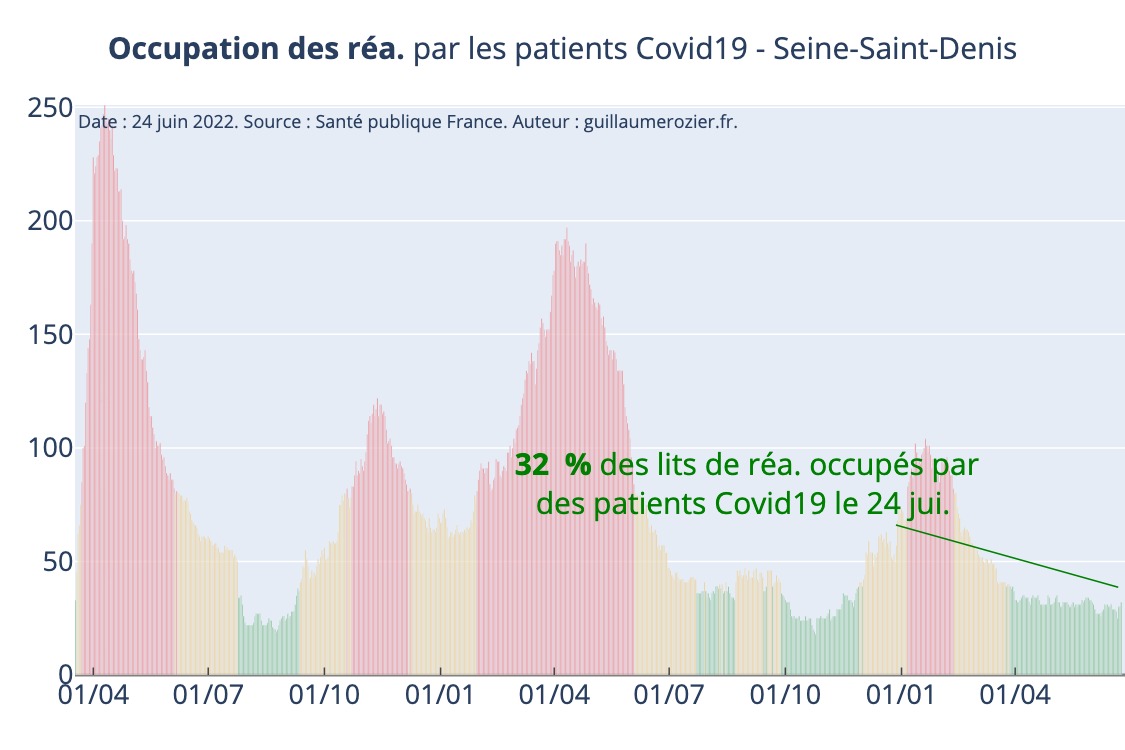 Occupation des réa. par les patients Covid19 - Seine-Saint-Denis
250
Date : 24 juin 2022. Source : Santé publique France. Auteur : guillaumerozier.fr.
200
150
100
32 % des lits de réa. occupés par
des patients Covid19 le 24 jui.
50
0
01/04 01/07 01/10 01/01 01/04 01/07 01/10 01/01 01/04